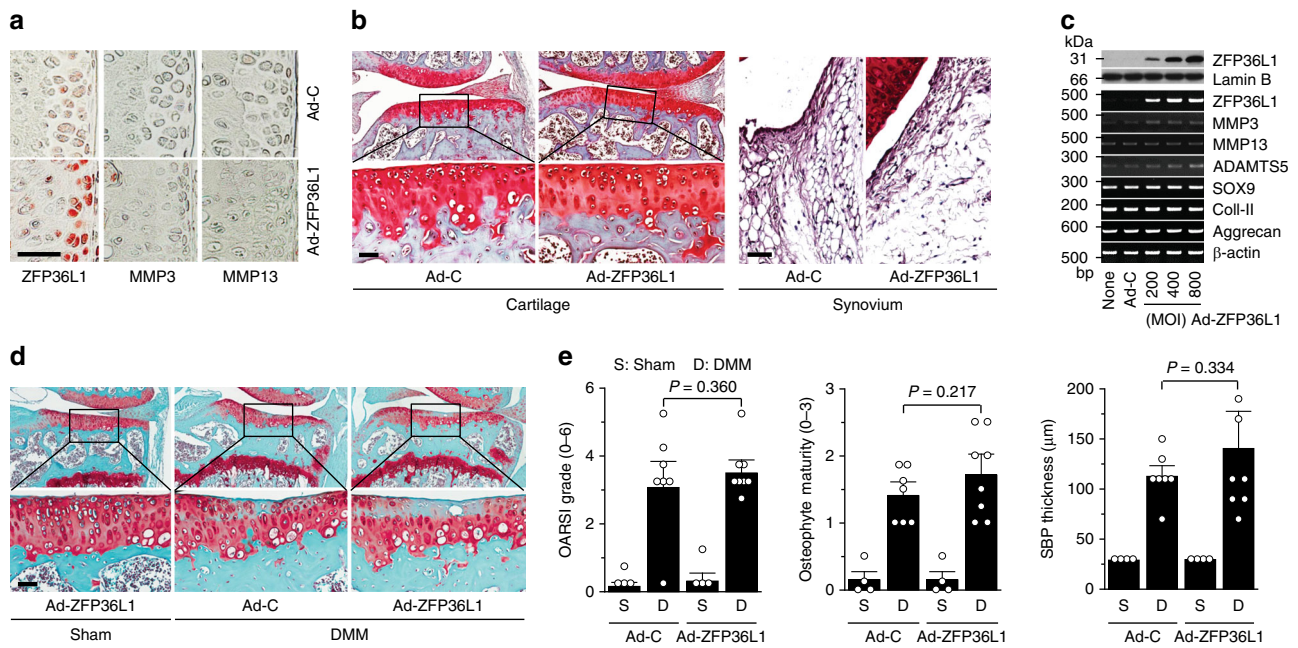 a
Ad-C
Ad-ZFP36L1
ZFP36L1 MMP3 MMP13
b
Ad-C Ad-ZFP36L1 Ad-C Ad-ZFP36L1
Cartilage Synovium
c
kDa
31 ZFP36L1
66 Lamin B
500 ZFP36L1
500 MMP3
500 MMP13
300 ADAMTS5
300 SOX9
200 Coll-II
600 Aggrecan
500 β-actin
bp
None Ad-C 200 400 800
(MOI) Ad-ZFP36L1
d
Ad-ZFP36L1 Ad-C Ad-ZFP36L1
Sham DMM
e
S: Sham D: DMM
OARSI grade (0–6)
6
4
2
0
P = 0.360
S D S D
Ad-C Ad-ZFP36L1
Osteophyte maturity (0–3)
3
2
1
0
P = 0.217
S D S D
Ad-C Ad-ZFP36L1
SBP thickness (μm)
200
150
100
50
0
P = 0.334
S D S D
Ad-C Ad-ZFP36L1